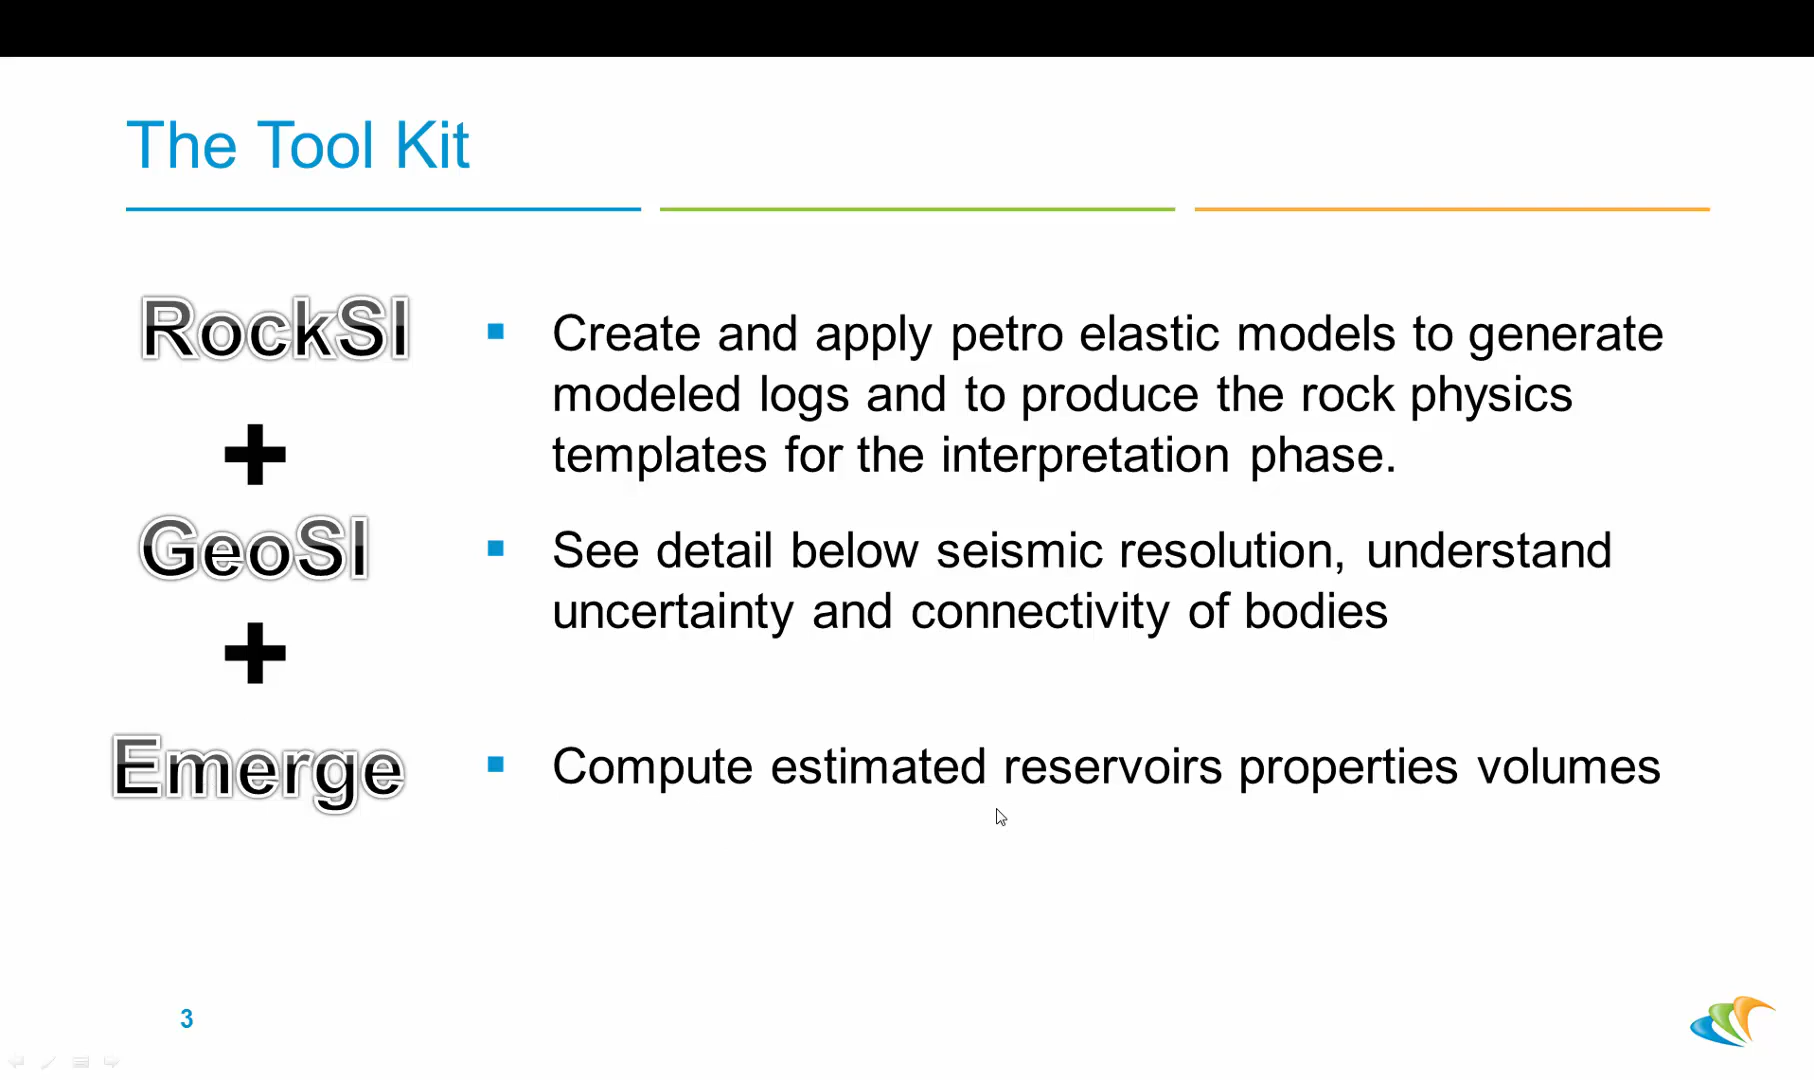 The Tool Kit
RockSI
Create and apply petro elastic models to generate
modeled logs and to produce the rock physics
templates for the interpretation phase.
+
GeoSI
See detail below seismic resolution, understand
uncertainty and connectivity of bodies
+
Emerge
Compute estimated reservoirs properties volumes
3